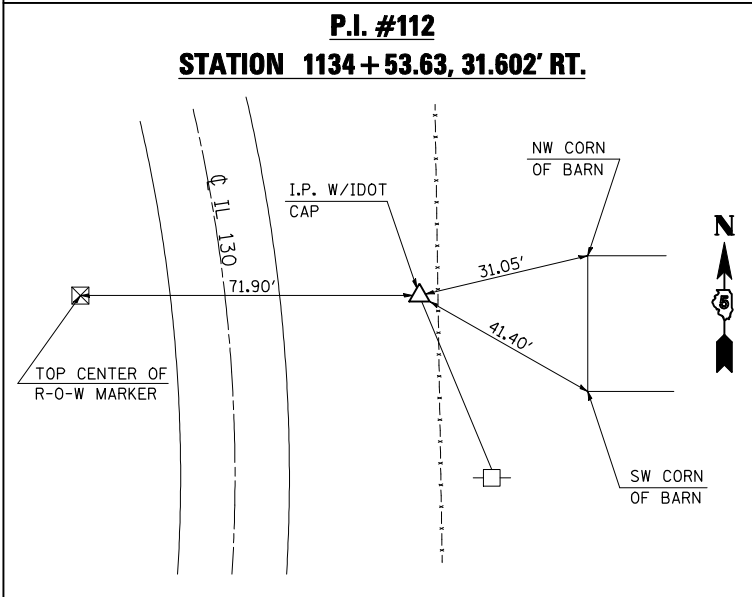 P.I. #112
STATION 1134+53.63, 31.602' RT.
NW CORN
OF BARN
I.P. W/IDOT
CAP
℄ IL 130
N
31.05'
71.90'
5
41.40'
TOP CENTER OF
R-O-W MARKER
SW CORN
OF BARN